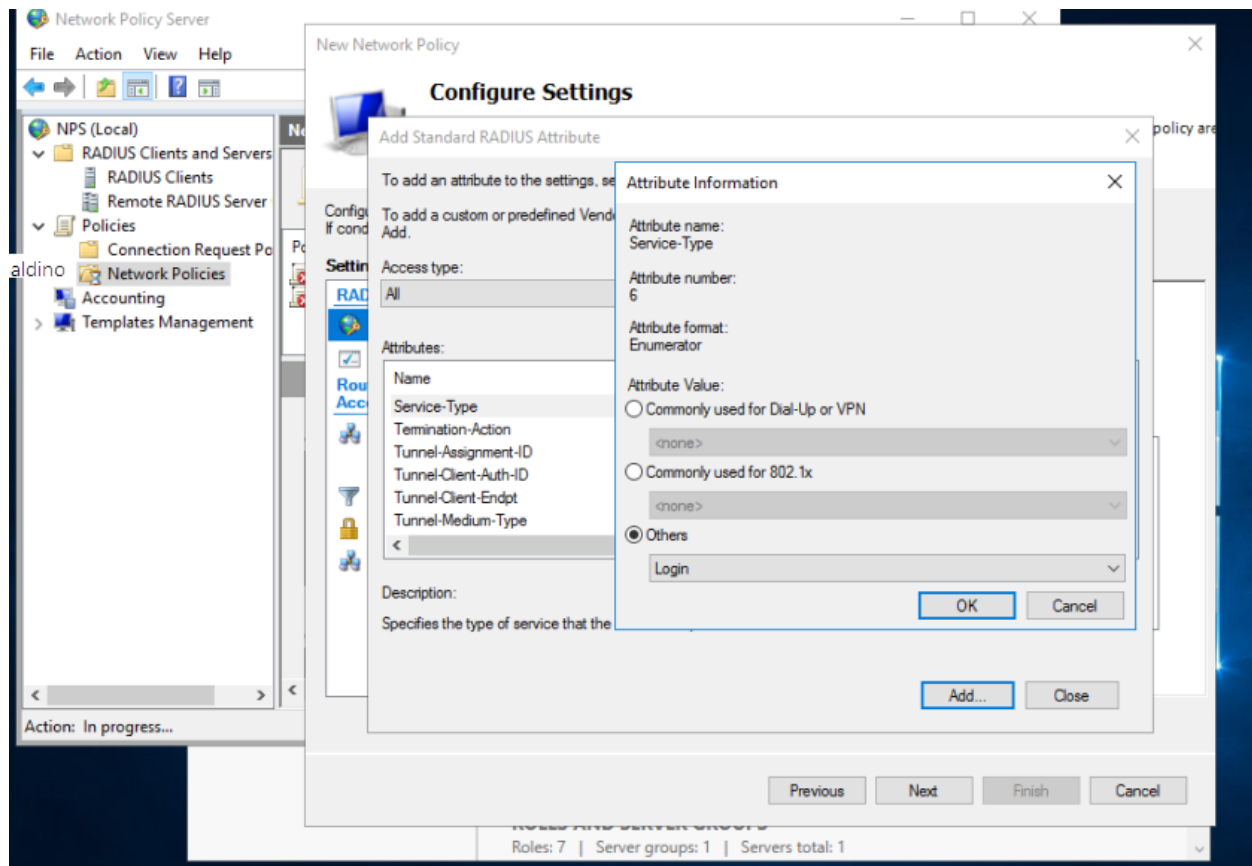 Network Policy Server
File Action View Help
NPS (Local)
RADIUS Clients and Servers
RADIUS Clients
Remote RADIUS Server
Policies
Connection Request Po
aldino
Network Policies
Accounting
Templates Management
Action: In progress...
New Network Policy
Configure Settings
policy are
Configu
If cond
Settin
RAD
Rou
Acc
Add Standard RADIUS Attribute
To add an attribute to the settings, se
To add a custom or predefined Vend
Add.
Access type:
All
Attributes:
Name
Service-Type
Termination-Action
Tunnel-Assignment-ID
Tunnel-Client-Auth-ID
Tunnel-Client-Endpt
Tunnel-Medium-Type
Description:
Specifies the type of service that the
Add... Close
Attribute Information
Attribute name:
Service-Type
Attribute number:
6
Attribute format:
Enumerator
Attribute Value:
Commonly used for Dial-Up or VPN
<none>
Commonly used for 802.1x
<none>
Others
Login
OK Cancel
Previous Next Finish Cancel
ROLES AND SERVER GROUPS
Roles: 7 | Server groups: 1 | Servers total: 1